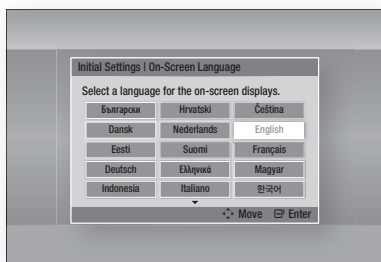 Initial Settings | On-Screen Language
Select a language for the on-screen displays.
Български Hrvatski Čeština
Dansk Nederlands English
Eesti Suomi Français
Deutsch Ελληνικά Magyar
Indonesia Italiano 한국어
Move Enter